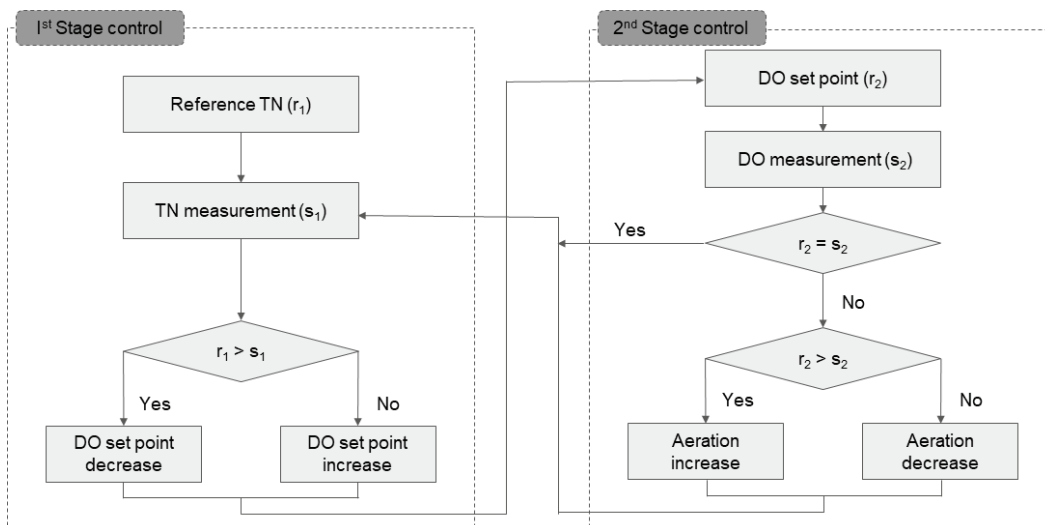 Ist Stage control
Reference TN (r₁)
TN measurement (s₁)
r₁ > s₁
Yes
No
DO set point
decrease
DO set point
increase
2nd Stage control
DO set point (r₂)
DO measurement (s₂)
r₂ = s₂
Yes
No
r₂ > s₂
Yes
No
Aeration
increase
Aeration
decrease